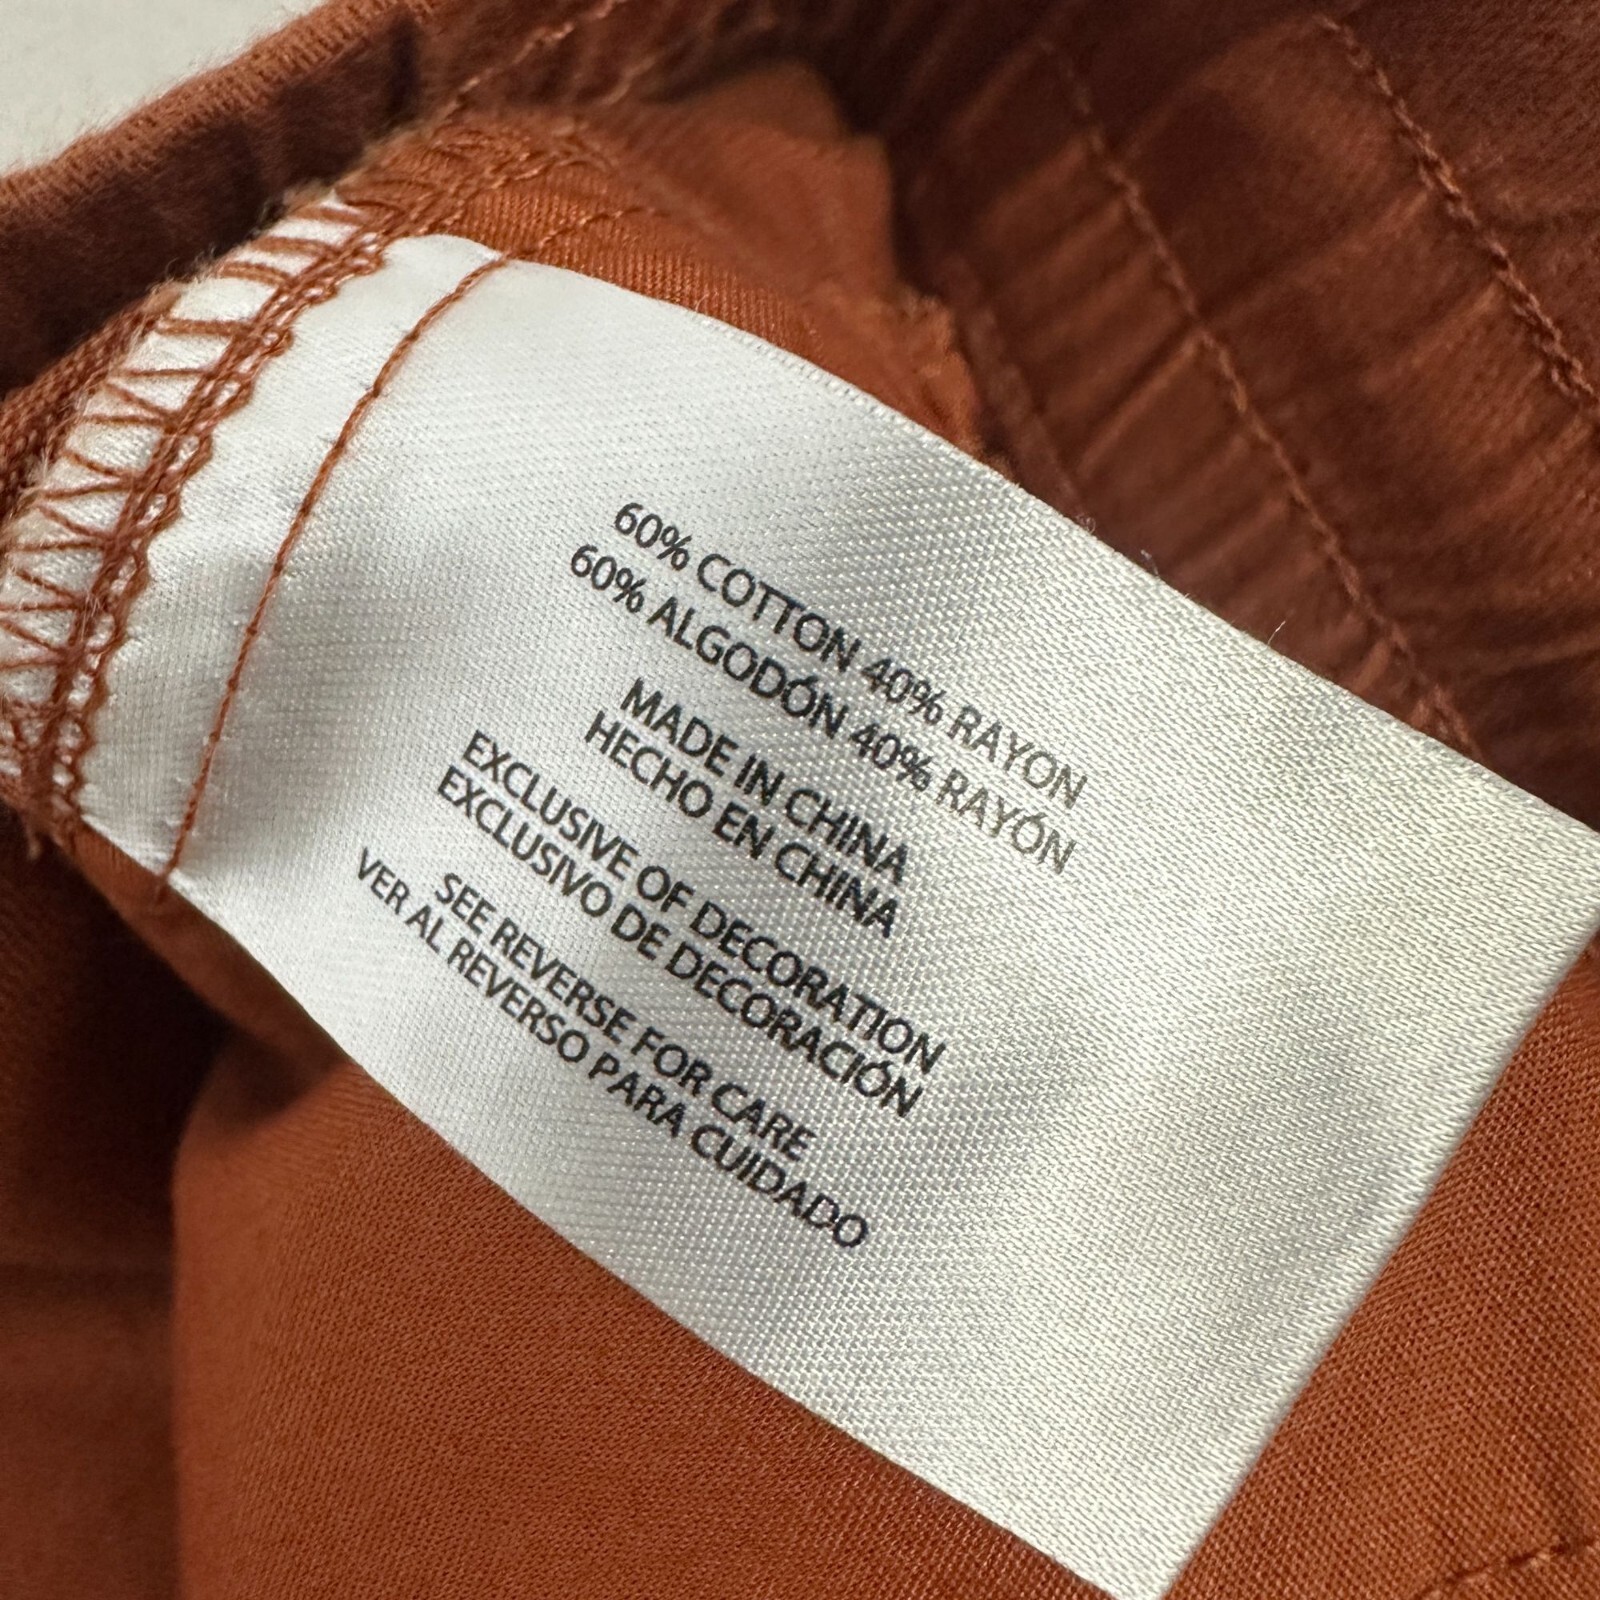 60% COTTON 40% RAYON
60% ALGODÓN 40% RAYÓN
MADE IN CHINA
HECHO EN CHINA
EXCLUSIVE OF DECORATION
EXCLUSIVO DE DECORACIÓN
SEE REVERSE FOR CARE
VER AL REVERSO PARA CUIDADO